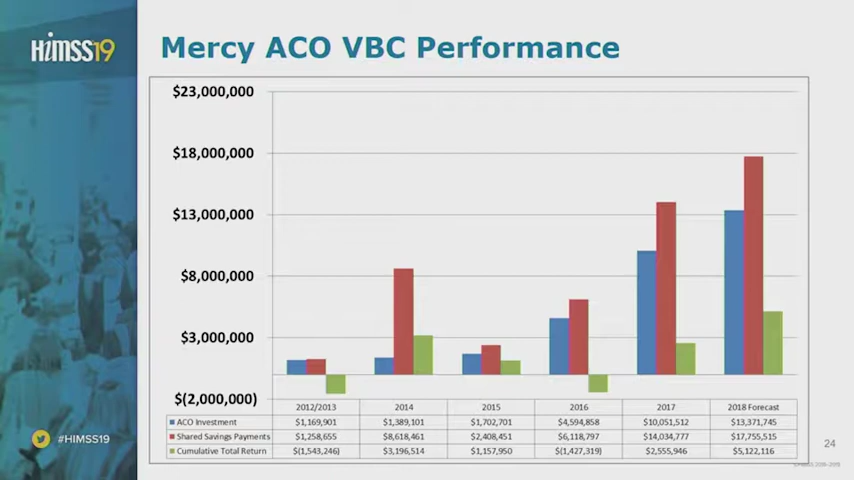 HiMSS19
Mercy ACO VBC Performance
$23,000,000
$18,000,000
$13,000,000
$8,000,000
$3,000,000
$(2,000,000)
2012/2013 2014 2015 2016 2017 2018 Forecast
ACO Investment $1,169,901 $1,389,101 $1,702,701 $4,594,858 $10,051,512 $13,371,745
Shared Savings Payments $1,258,655 $8,618,461 $2,408,451 $6,118,797 $14,034,777 $17,755,515
Cumulative Total Return $(1,543,246) $3,196,514 $1,157,950 $(1,427,319) $2,555,946 $5,122,116
#HIMSS19
24